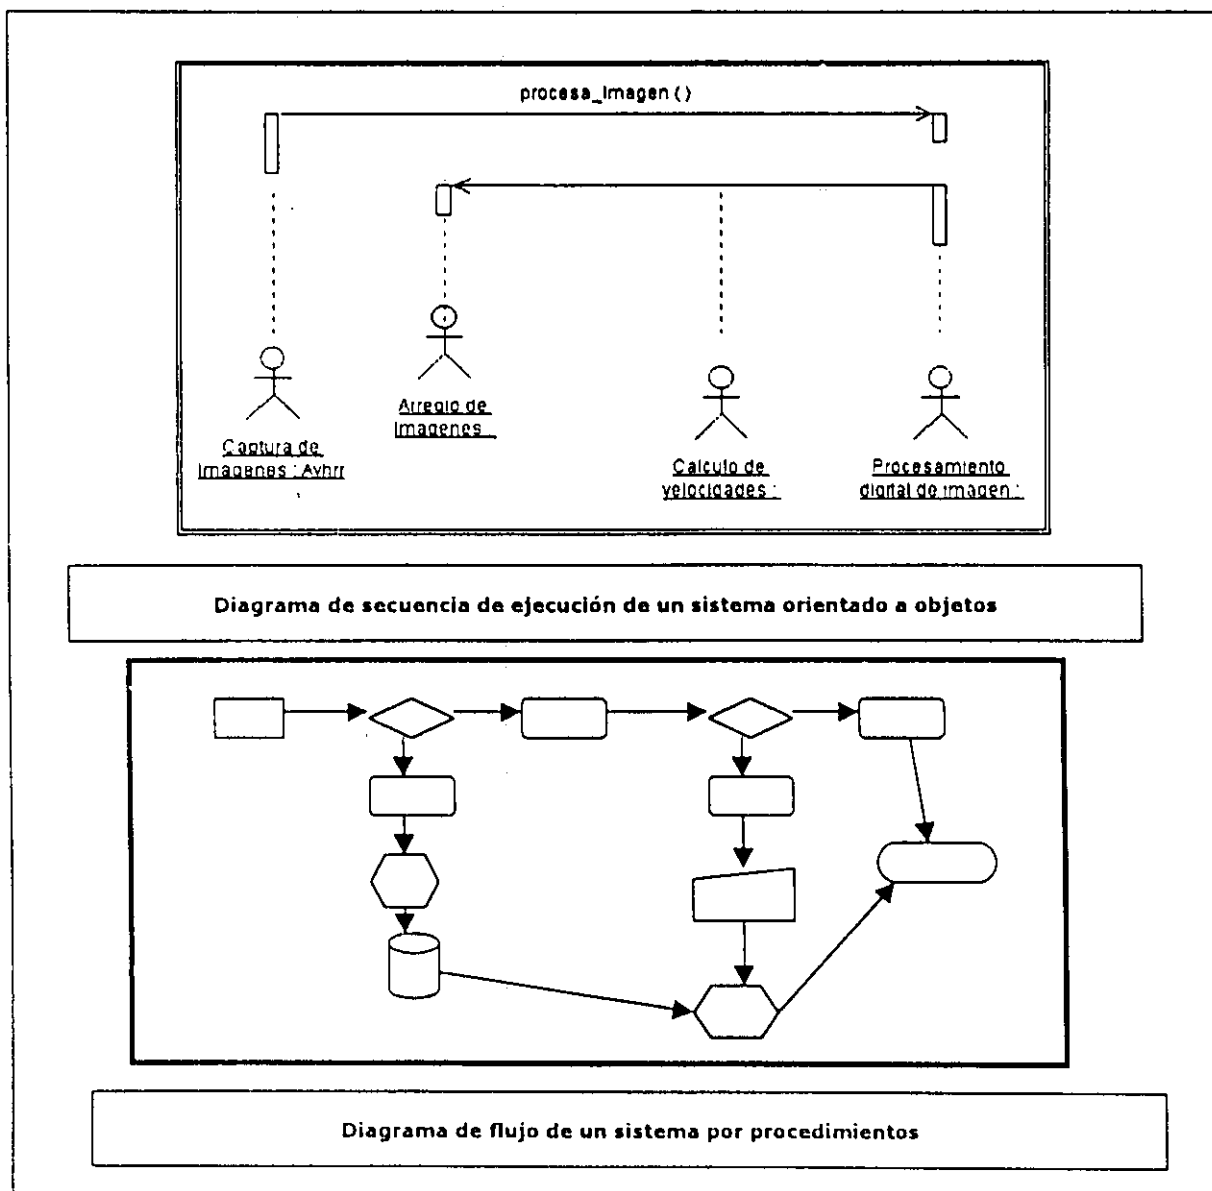 procesa_Imagen ( )
Arreglo de
Imagenes :
Captura de
Imagenes : Avhrr
Calculo de
velocidades :
Procesamiento
digital de imagen :
Diagrama de secuencia de ejecución de un sistema orientado a objetos
Diagrama de flujo de un sistema por procedimientos